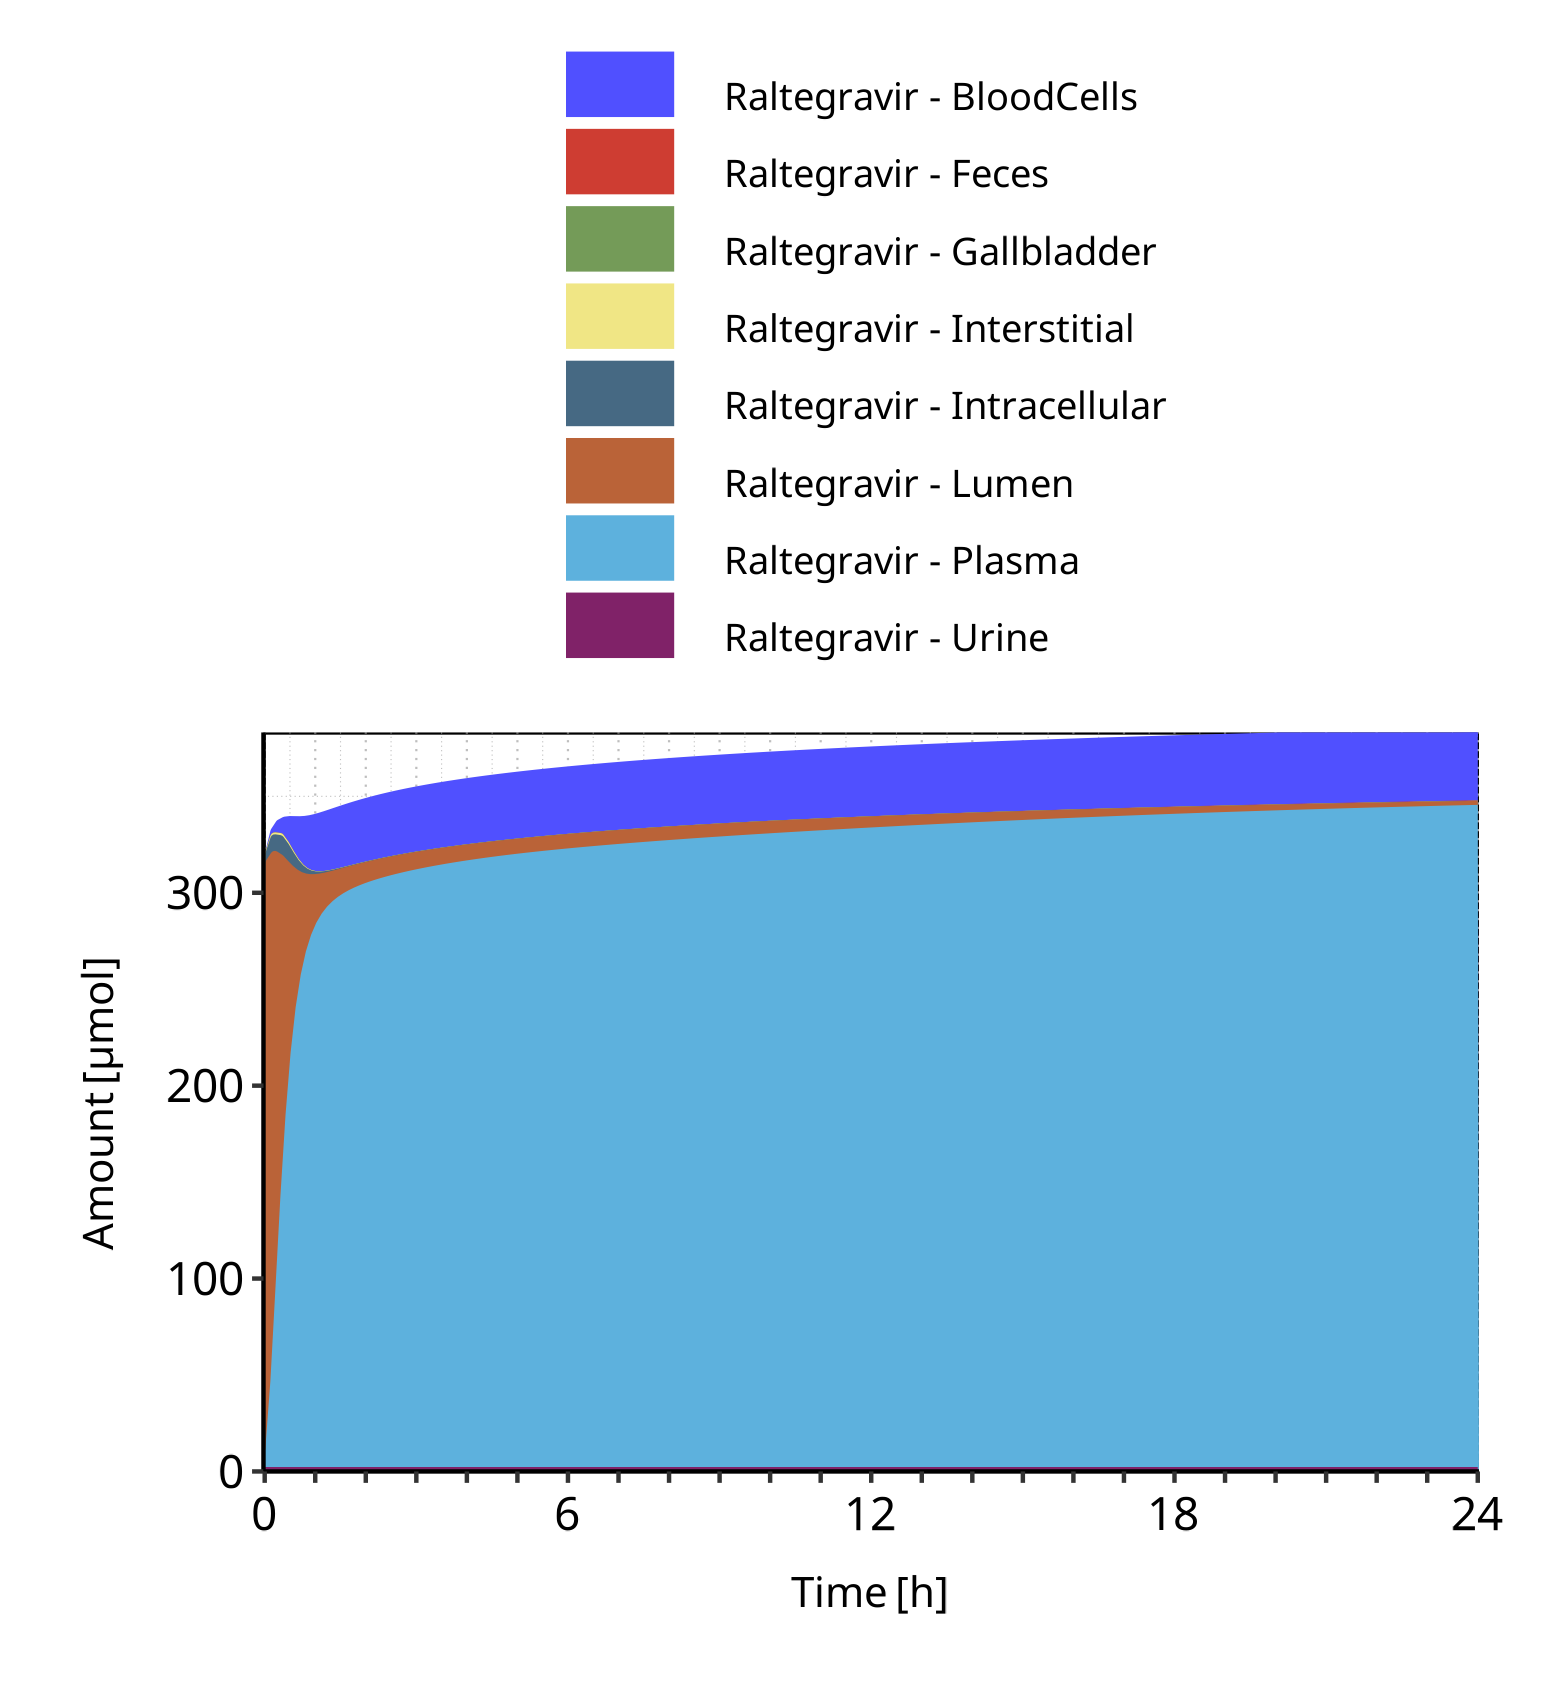 Raltegravir - BloodCells
Raltegravir - Feces
Raltegravir - Gallbladder
Raltegravir - Interstitial
Raltegravir - Intracellular
Raltegravir - Lumen
Raltegravir - Plasma
Raltegravir - Urine
300
200
100
0
Amount [µmol]
0 6 12 18 24
Time [h]